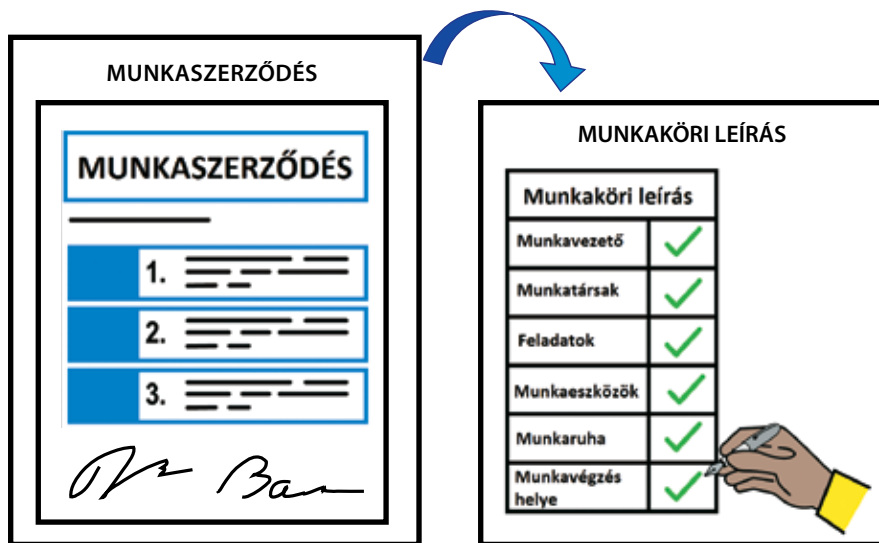 MUNKASZERZŐDÉS
MUNKASZERZŐDÉS
1.
2.
3.
MUNKAKÖRI LEÍRÁS
Munkaköri leírás
Munkavezető
Munkatársak
Feladatok
Munkaeszközök
Munkaruha
Munkavégzés
helye